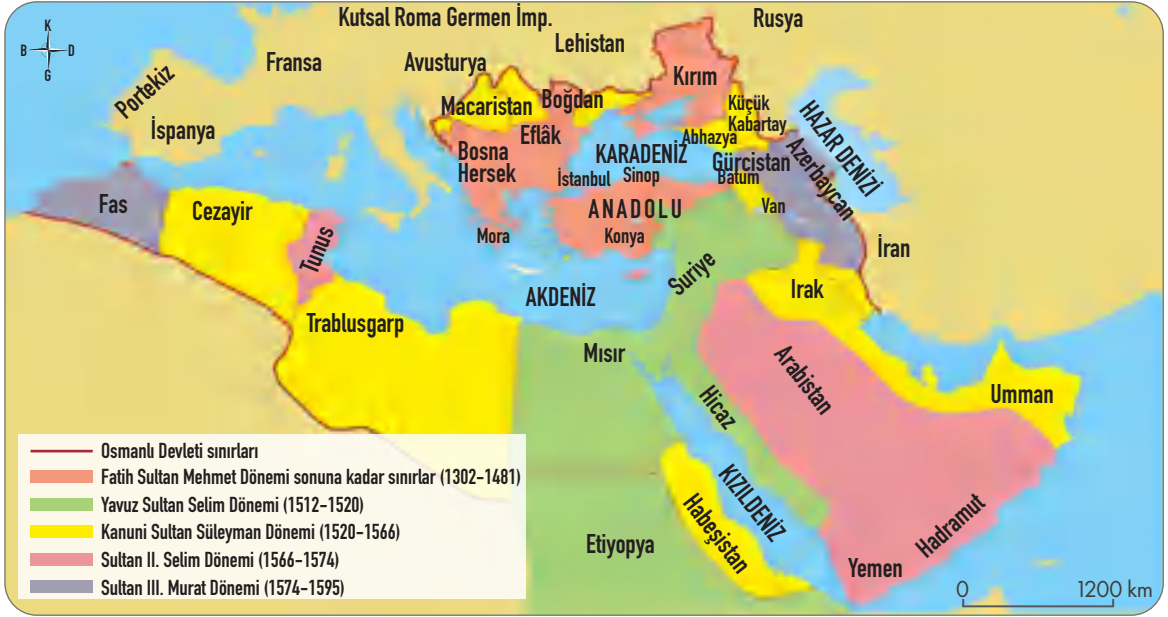 K
B D
G
Kutsal Roma Germen İmp.
Rusya
Lehistan
Fransa
Avusturya
Portekiz
İspanya
Macaristan
Boğdan
Kırım
Eflâk
Küçük
Kabartay
Abhazya
HAZAR DENİZİ
Bosna
Hersek
KARADENİZ
Gürcistan
Azerbaycan
İstanbul
Sinop
Batum
Fas
Cezayir
Tunus
ANADOLU
Van
Mora
Konya
İran
Suriye
AKDENİZ
Irak
Trablusgarp
Mısır
Arabistan
Hicaz
Umman
KIZILDENİZ
Habeşistan
Etiyopya
Yemen
Hadramut
Osmanlı Devleti sınırları
Fatih Sultan Mehmet Dönemi sonuna kadar sınırlar (1302-1481)
Yavuz Sultan Selim Dönemi (1512-1520)
Kanuni Sultan Süleyman Dönemi (1520-1566)
Sultan II. Selim Dönemi (1566-1574)
Sultan III. Murat Dönemi (1574-1595)
0 1200 km